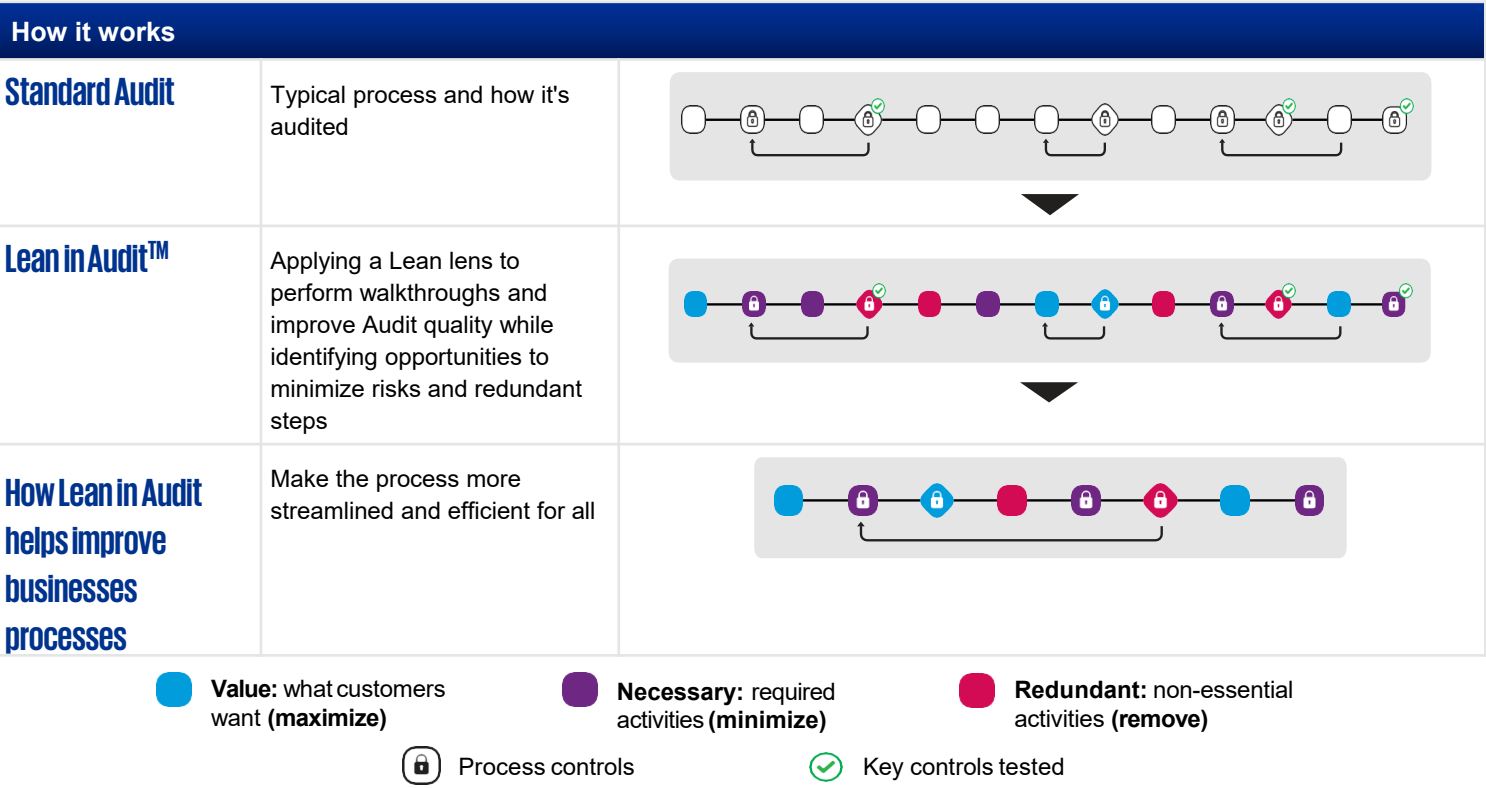 How it works
Standard Audit
Typical process and how it's
audited
Lean in Audit™
Applying a Lean lens to
perform walkthroughs and
improve Audit quality while
identifying opportunities to
minimize risks and redundant
steps
How Lean in Audit
helps improve
businesses
processes
Make the process more
streamlined and efficient for all
Value: what customers
want (maximize)
Necessary: required
activities (minimize)
Redundant: non-essential
activities (remove)
Process controls
Key controls tested